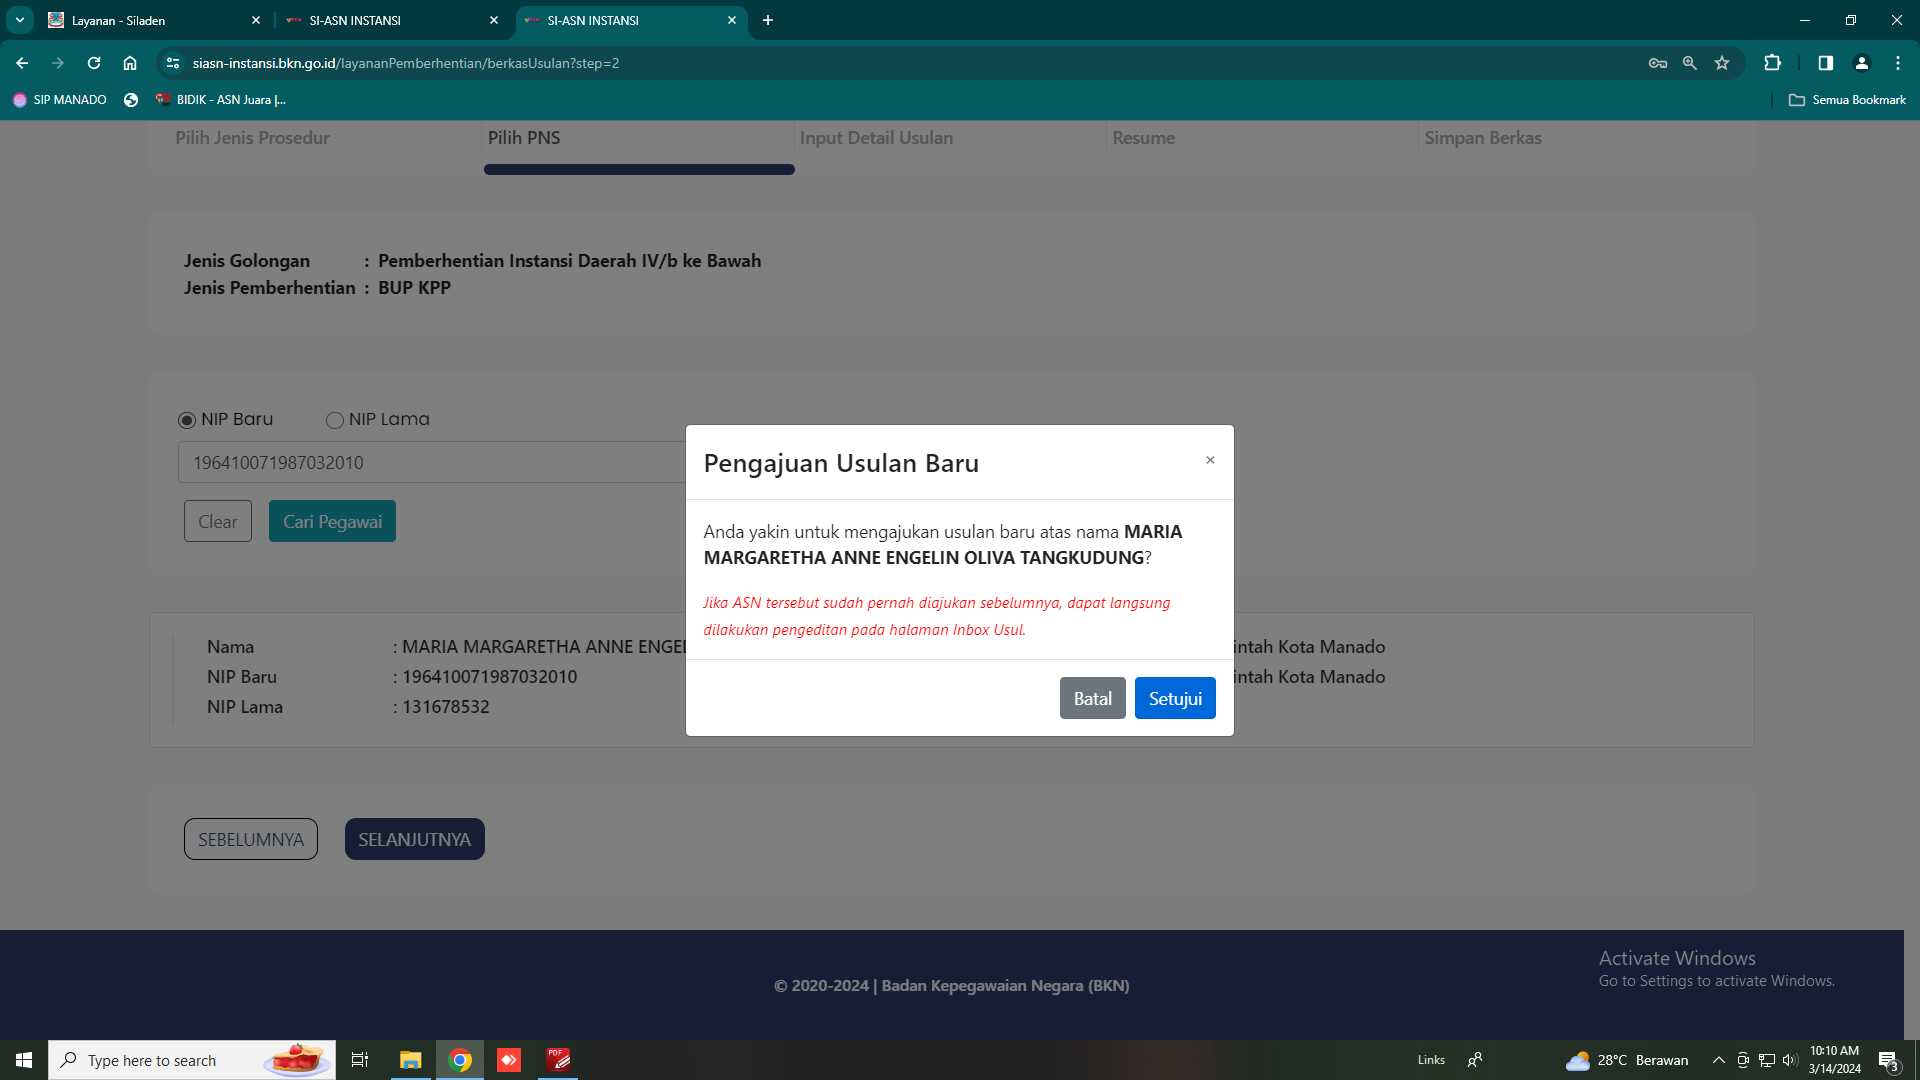 Layanan - Siladen
SI-ASN INSTANSI
SI-ASN INSTANSI
siasn-instansi.bkn.go.id/layananPemberhentian/berkasUsulan?step=2
SIP MANADO
BIDIK - ASN Juara |...
Semua Bookmark
Pilih Jenis Prosedur
Pilih PNS
Input Detail Usulan
Resume
Simpan Berkas
Jenis Golongan : Pemberhentian Instansi Daerah IV/b ke Bawah
Jenis Pemberhentian : BUP KPP
NIP Baru
NIP Lama
196410071987032010
Clear
Cari Pegawai
Pengajuan Usulan Baru
×
Anda yakin untuk mengajukan usulan baru atas nama MARIA
MARGARETHA ANNE ENGELIN OLIVA TANGKUDUNG?
Jika ASN tersebut sudah pernah diajukan sebelumnya, dapat langsung
dilakukan pengeditan pada halaman Inbox Usul.
Batal
Setujui
Nama : MARIA MARGARETHA ANNE ENGEL
intah Kota Manado
NIP Baru : 196410071987032010
intah Kota Manado
NIP Lama : 131678532
SEBELUMNYA
SELANJUTNYA
Activate Windows
Go to Settings to activate Windows.
© 2020-2024 | Badan Kepegawaian Negara (BKN)
Type here to search
PDF
Links
28°C Berawan
10:10 AM
3/14/2024
3